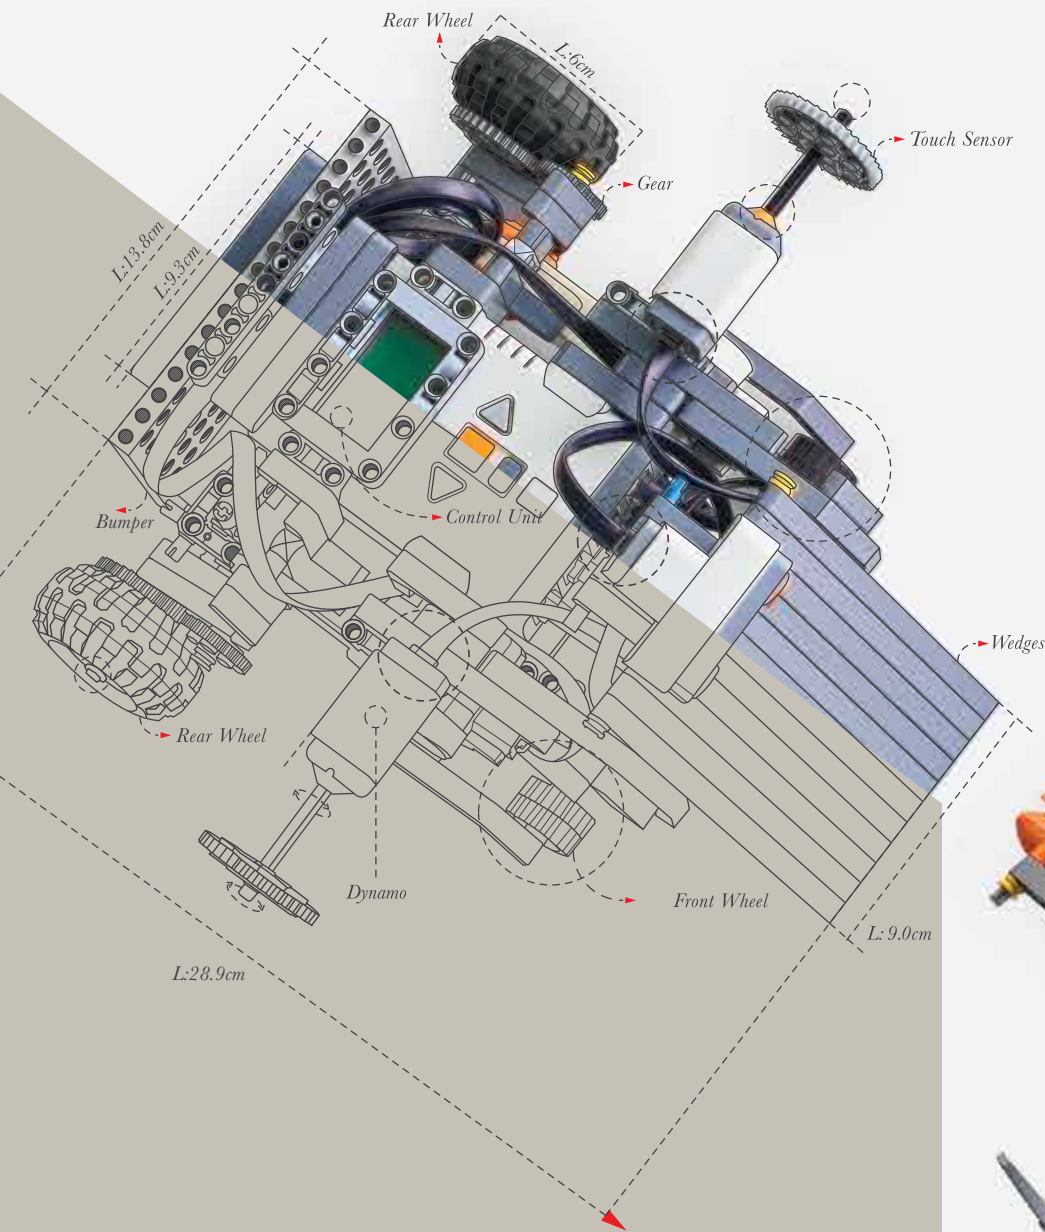 Rear Wheel
L:6cm
Touch Sensor
Gear
L:13.8cm
L:9.3cm
Bumper
Control Unit
Wedges
Rear Wheel
Dynamo
Front Wheel
L: 9.0cm
L:28.9cm